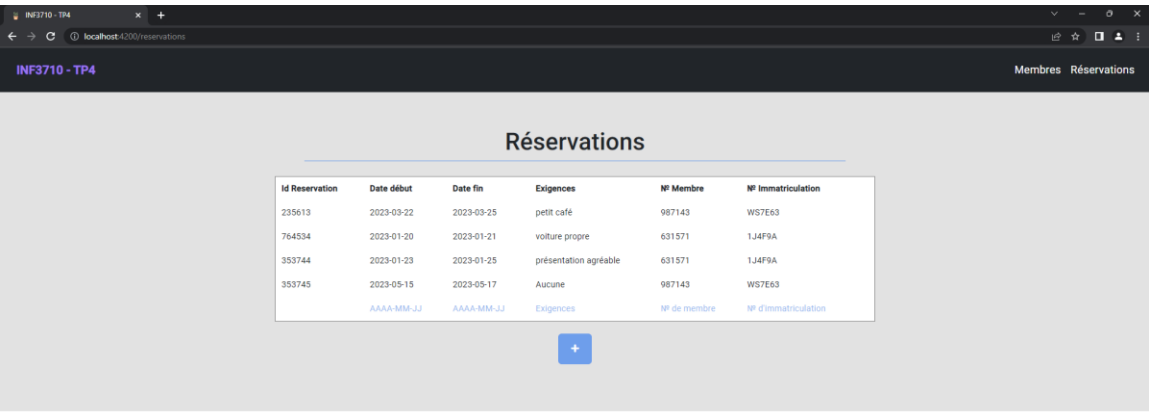 INF3710 - TP4
localhost:4200/reservations
INF3710 - TP4 Membres Réservations
Réservations
Id Reservation Date début Date fin Exigences Nº Membre Nº Immatriculation
235613 2023-03-22 2023-03-25 petit café 987143 WS7E63
764534 2023-01-20 2023-01-21 voiture propre 631571 1J4F9A
353744 2023-01-23 2023-01-25 présentation agréable 631571 1J4F9A
353745 2023-05-15 2023-05-17 Aucune 987143 WS7E63
AAAA-MM-JJ AAAA-MM-JJ Exigences Nº de membre Nº d'immatriculation
+